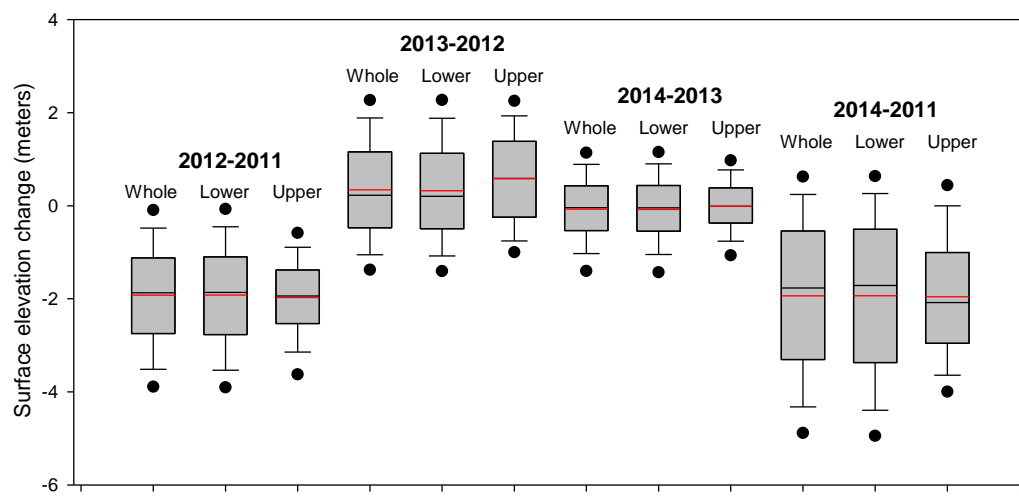 4
2
0
-2
-4
-6
Surface elevation change (meters)
2012-2011
Whole Lower Upper
2013-2012
Whole Lower Upper
2014-2013
Whole Lower Upper
2014-2011
Whole Lower Upper